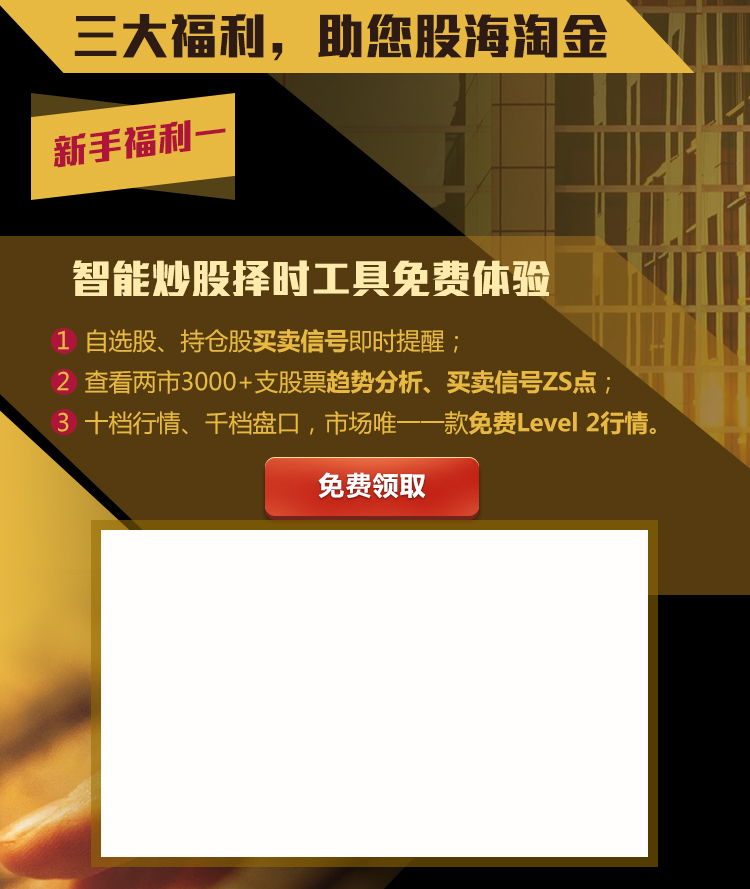 三大福利，助您股海淘金
新手福利一
智能炒股择时工具免费体验
1 自选股、持仓股买卖信号即时提醒；
2 查看两市3000+支股票趋势分析、买卖信号ZS点；
3 十档行情、千档盘口，市场唯一一款免费Level 2行情。
免费领取